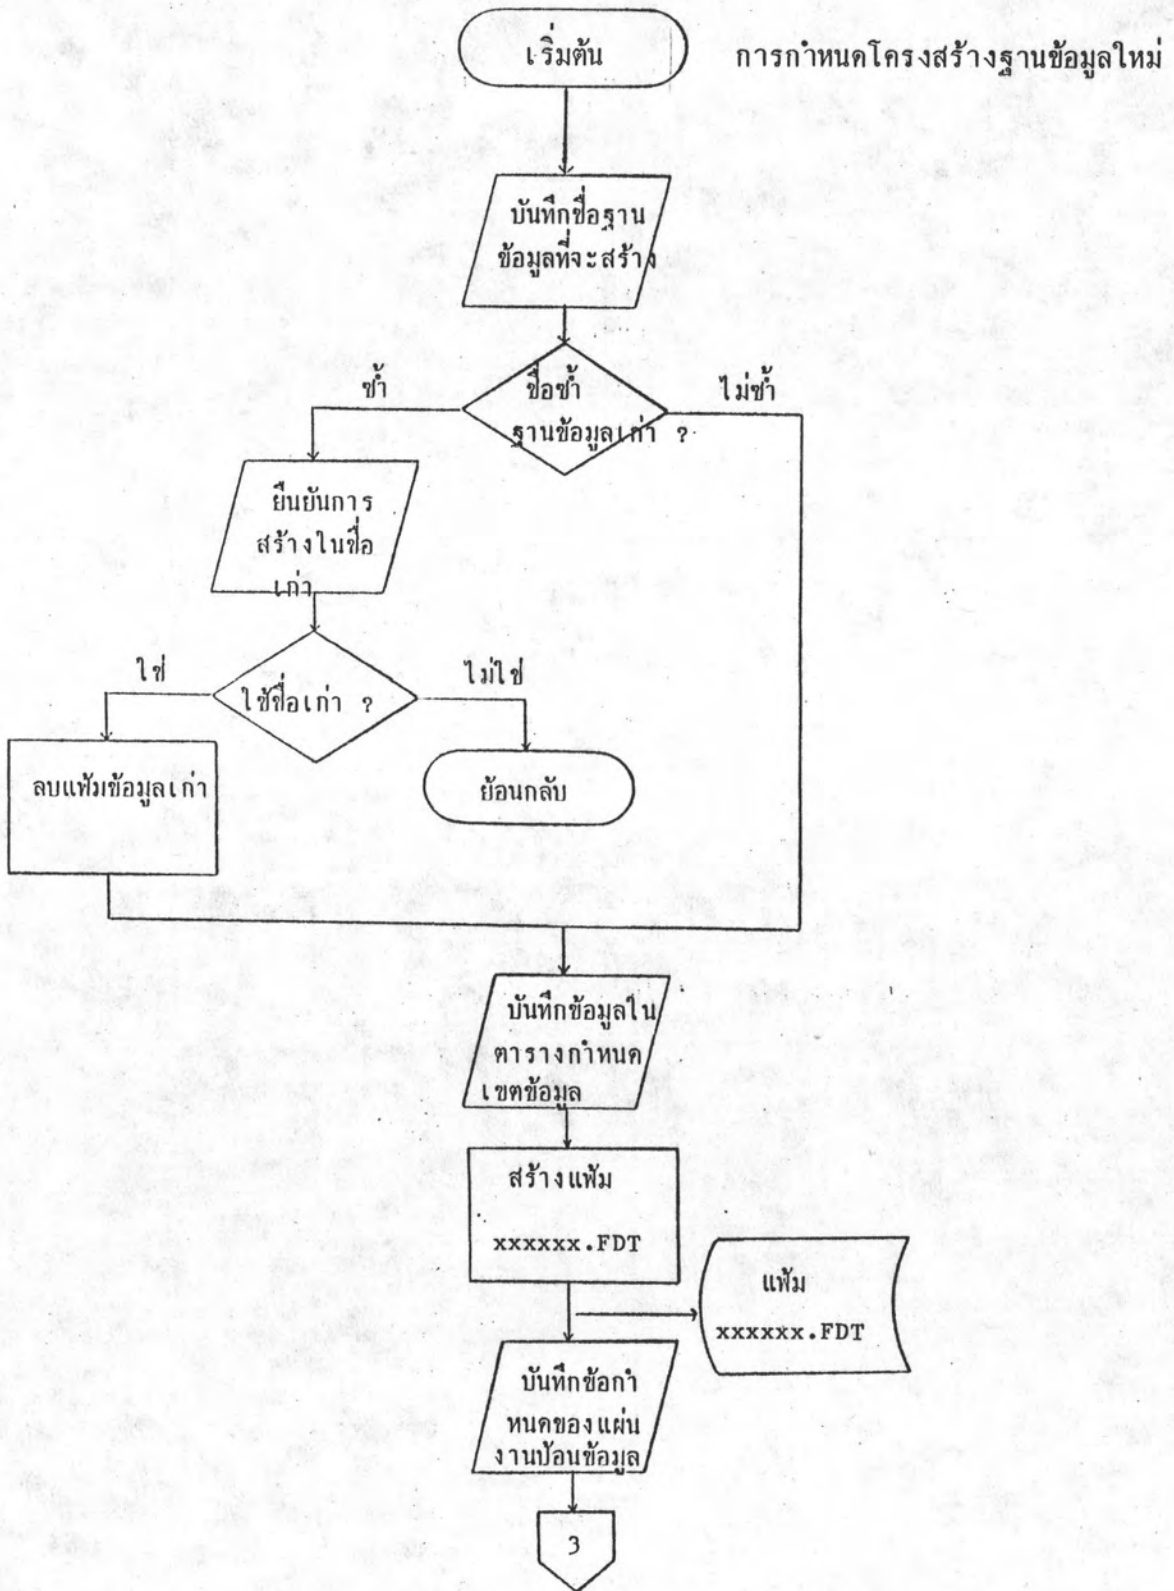 เริ่มต้น
การกำหนดโครงสร้างฐานข้อมูลใหม่
บันทึกชื่อฐาน
ข้อมูลที่จะสร้าง
ซ้ำ
ชื่อซ้ำ
ฐานข้อมูลเก่า ?
ไม่ซ้ำ
ยืนยันการ
สร้างในชื่อ
เก่า
ใช่
ใช้ชื่อเก่า ?
ไม่ใช่
ลบแฟ้มข้อมูลเก่า
ย้อนกลับ
บันทึกข้อมูลใน
ตารางกำหนด
เขตข้อมูล
สร้างแฟ้ม
xxxxxx.FDT
แฟ้ม
xxxxxx.FDT
บันทึกข้อกำ
หนดของแผ่น
งานป้อนข้อมูล
3